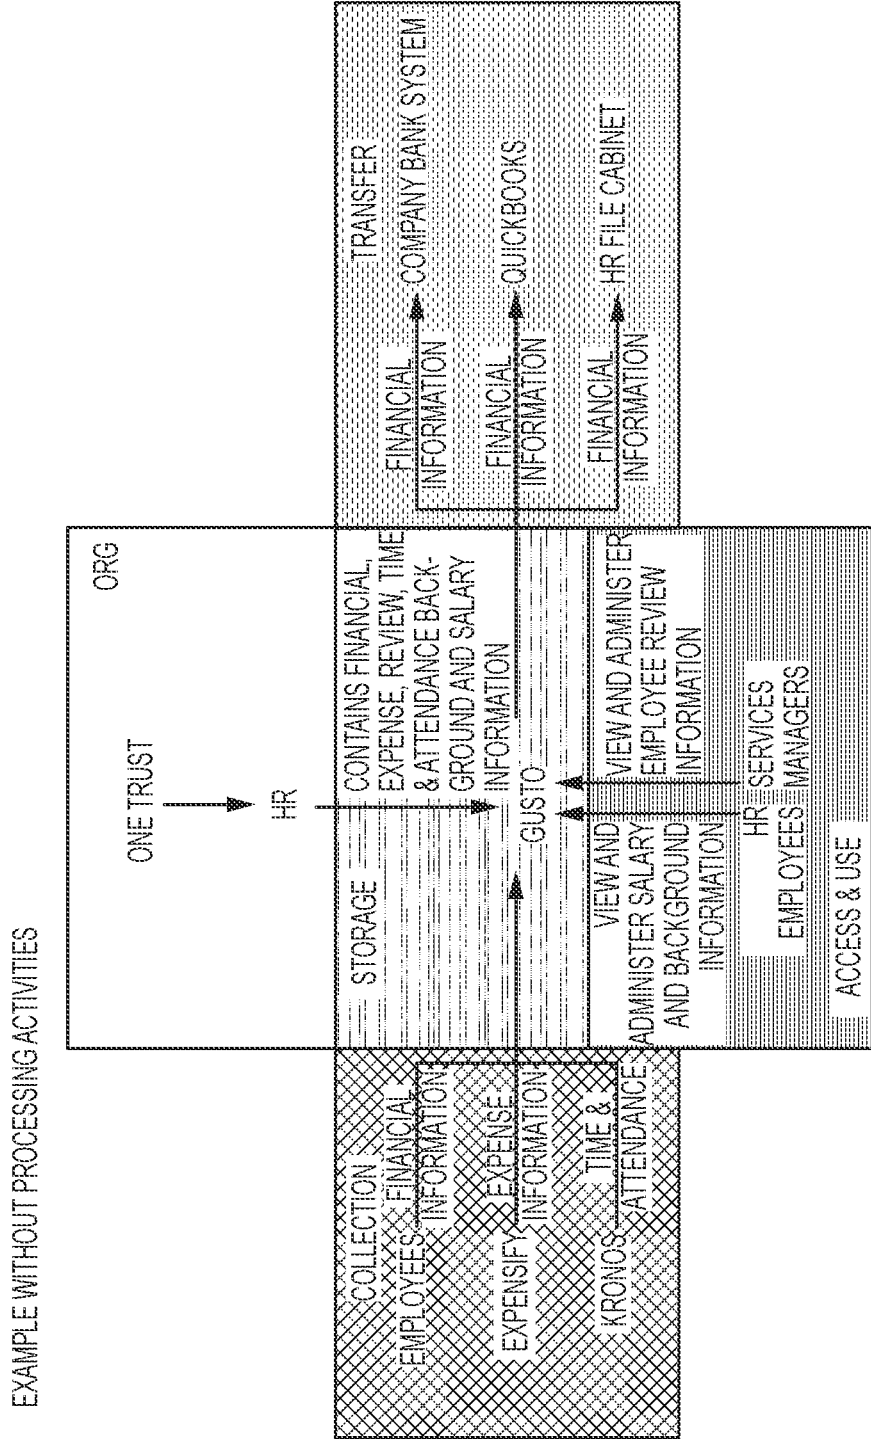 EXAMPLE WITHOUT PROCESSING ACTIVITIES
ORG
ONE TRUST
HR
COLLECTION
EMPLOYEES
FINANCIAL
INFORMATION
EXPENSIFY
EXPENSE
INFORMATION
KRONOS
TIME &
ATTENDANCE
STORAGE
CONTAINS FINANCIAL,
EXPENSE, REVIEW, TIME
& ATTENDANCE BACK-
GROUND AND SALARY
INFORMATION
GUSTO
TRANSFER
FINANCIAL
INFORMATION
COMPANY BANK SYSTEM
FINANCIAL
INFORMATION
QUICKBOOKS
FINANCIAL
INFORMATION
HR FILE CABINET
VIEW AND
ADMINISTER SALARY
AND BACKGROUND
INFORMATION
VIEW AND ADMINISTER
EMPLOYEE REVIEW
INFORMATION
HR SERVICES
EMPLOYEES MANAGERS
ACCESS & USE